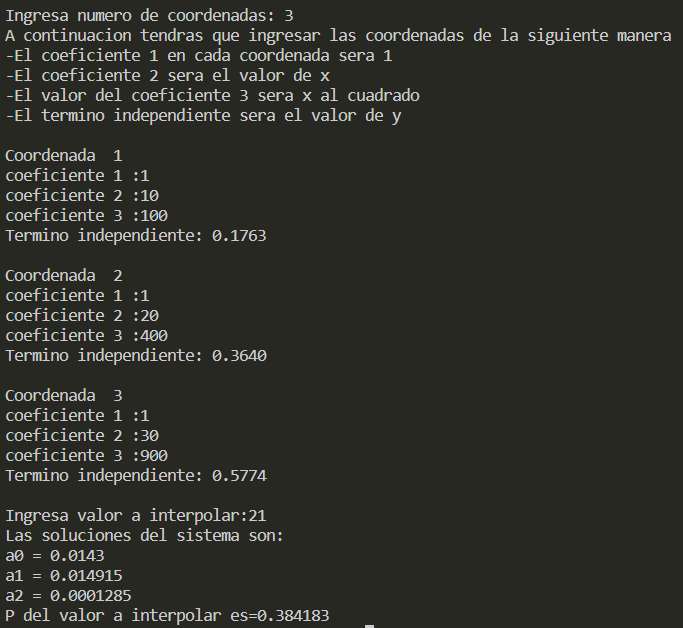 Ingresa numero de coordenadas: 3
A continuacion tendras que ingresar las coordenadas de la siguiente manera
-El coeficiente 1 en cada coordenada sera 1
-El coeficiente 2 sera el valor de x
-El valor del coeficiente 3 sera x al cuadrado
-El termino independiente sera el valor de y
Coordenada  1
coeficiente 1 :1
coeficiente 2 :10
coeficiente 3 :100
Termino independiente: 0.1763
Coordenada  2
coeficiente 1 :1
coeficiente 2 :20
coeficiente 3 :400
Termino independiente: 0.3640
Coordenada  3
coeficiente 1 :1
coeficiente 2 :30
coeficiente 3 :900
Termino independiente: 0.5774
Ingresa valor a interpolar:21
Las soluciones del sistema son:
a0 = 0.0143
a1 = 0.014915
a2 = 0.0001285
P del valor a interpolar es=0.384183